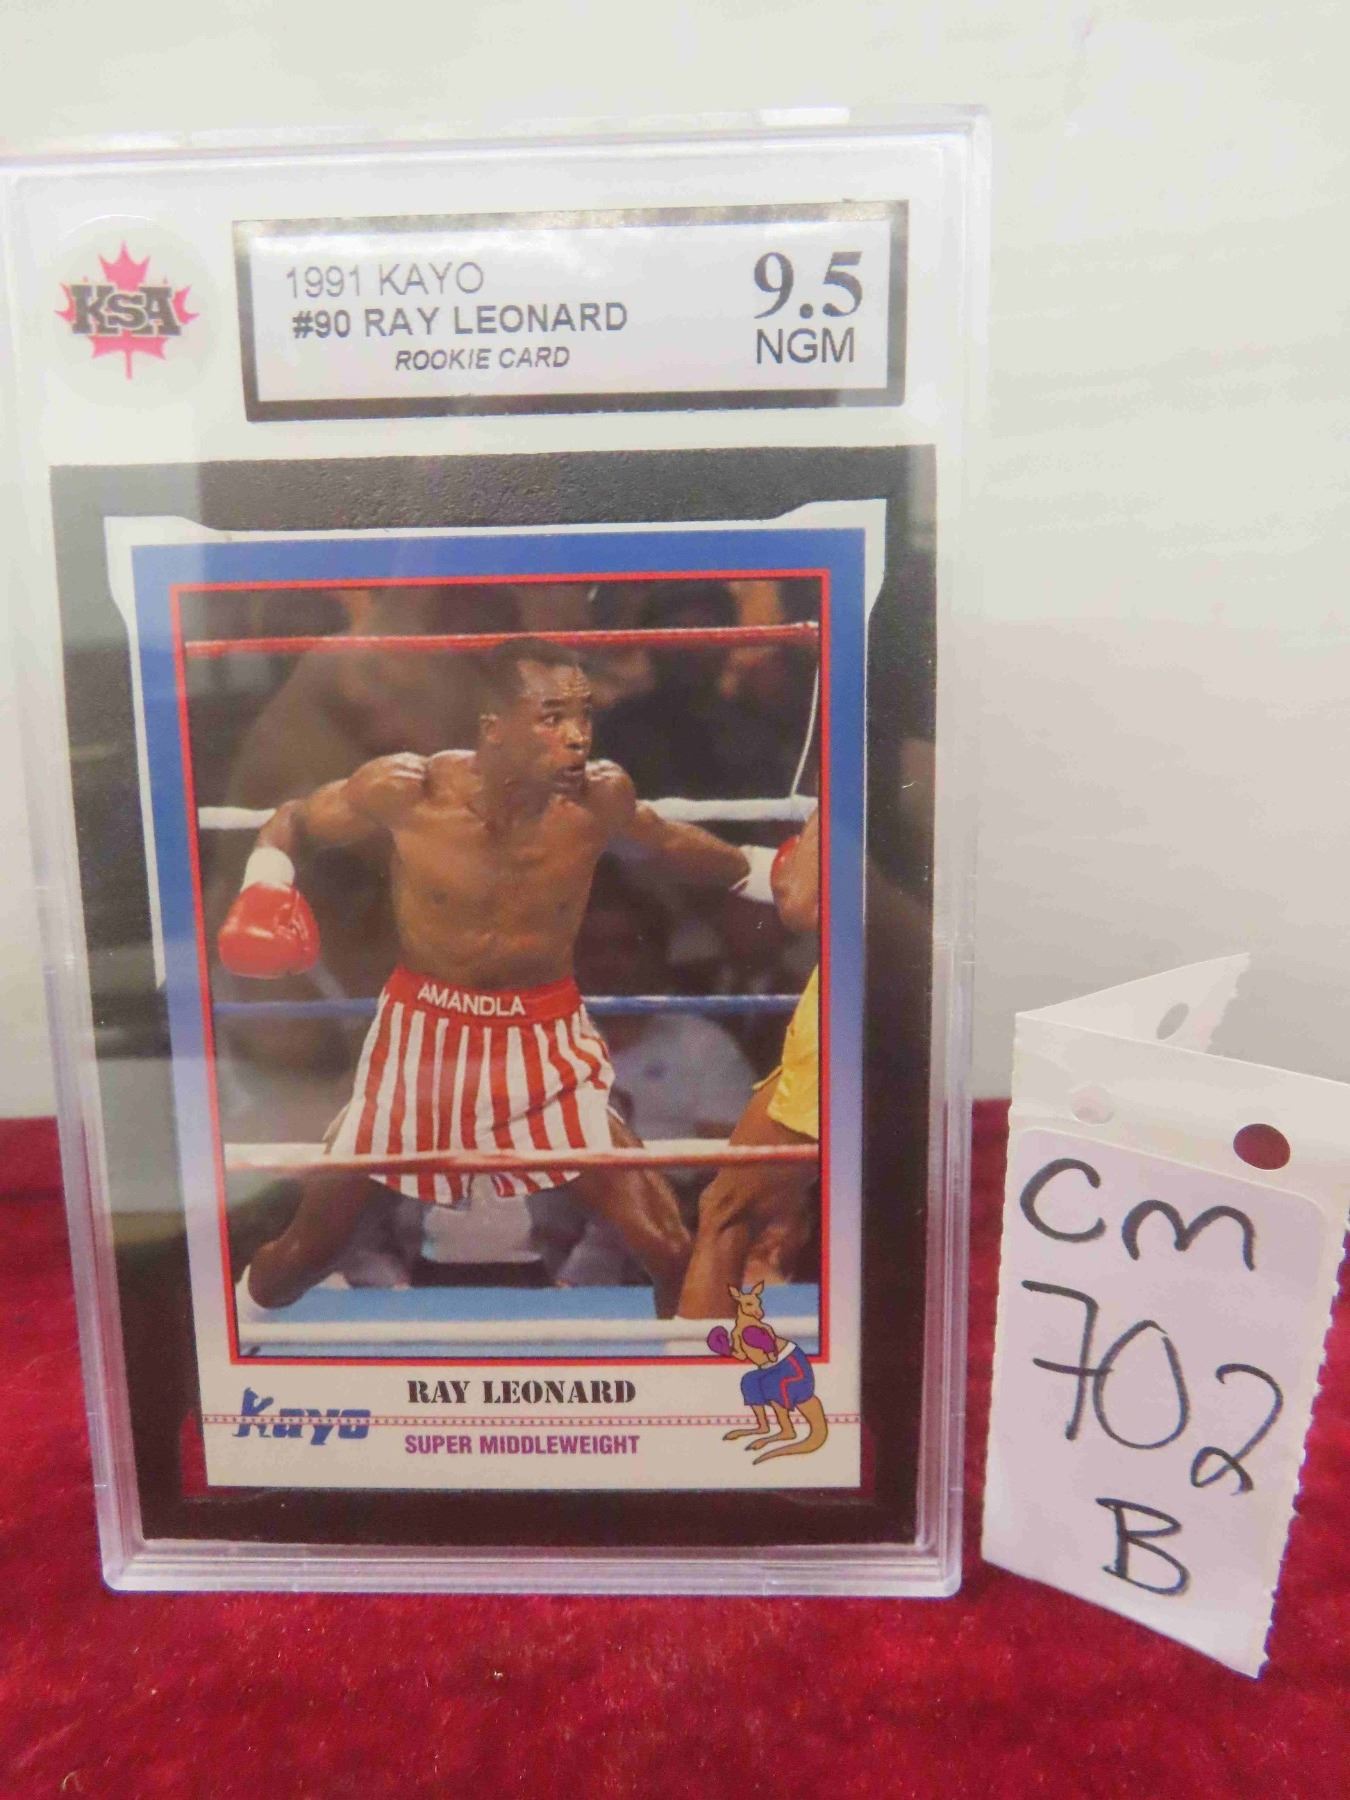 KSA
1991 KAYO
#90 RAY LEONARD
ROOKIE CARD
9.5
NGM
AMANDLA
RAY LEONARD
Kayo
SUPER MIDDLEWEIGHT
CM
702
B